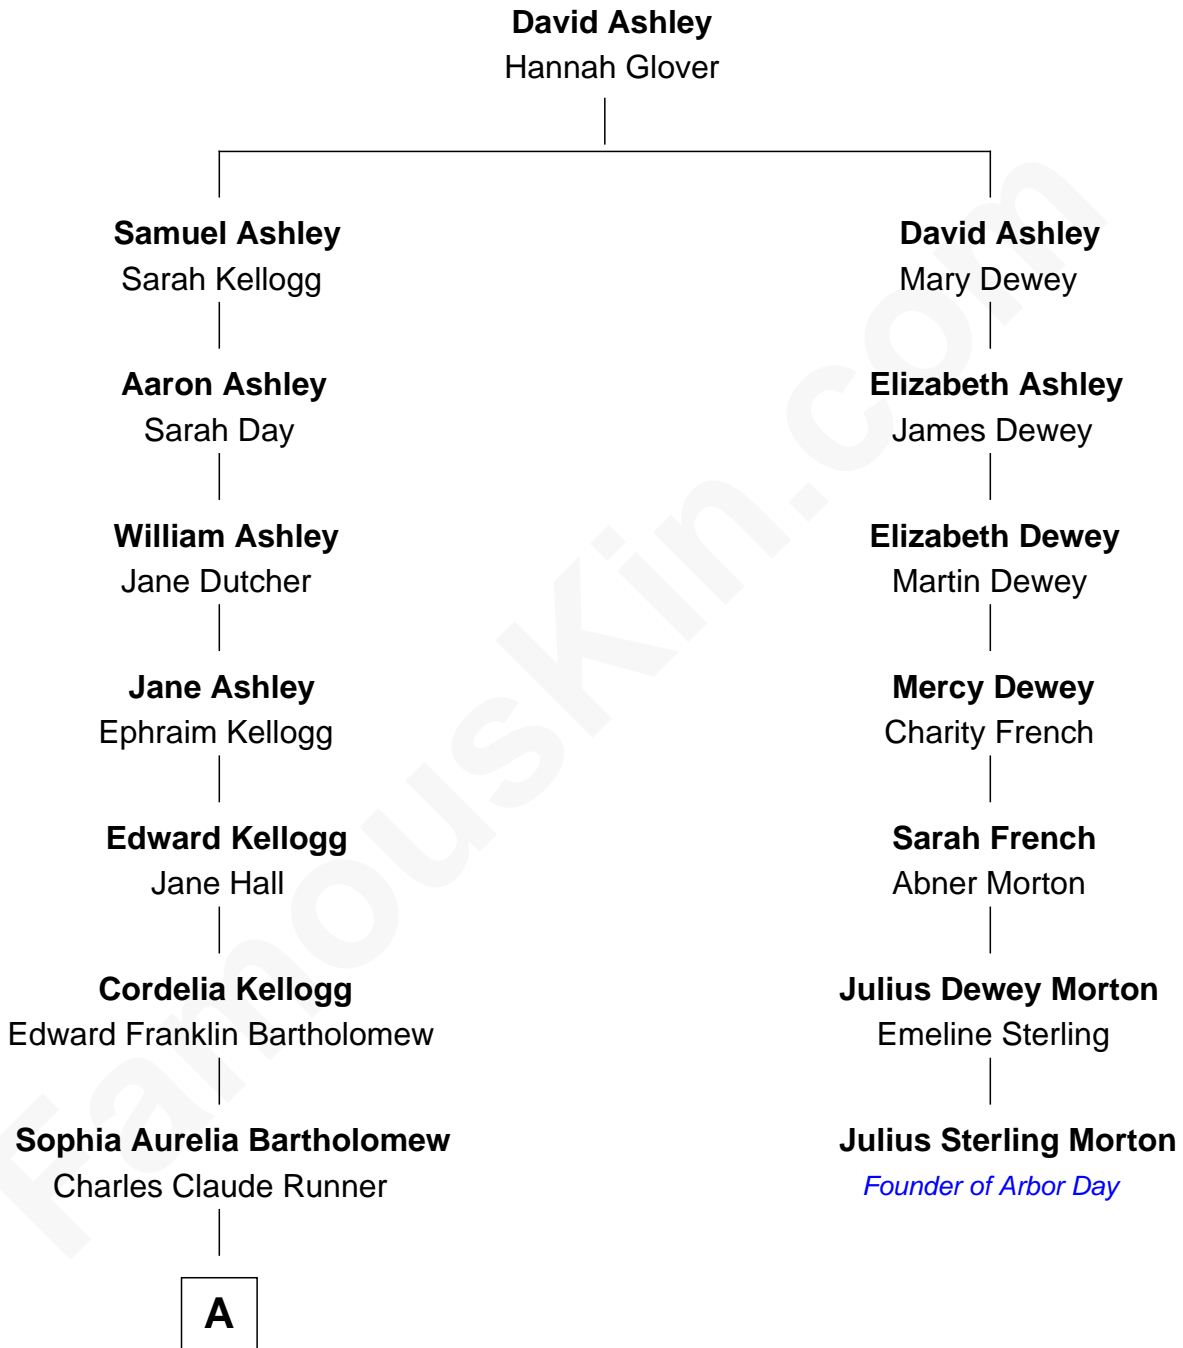 David Ashley
Hannah Glover
Samuel Ashley
Sarah Kellogg
David Ashley
Mary Dewey
Aaron Ashley
Sarah Day
Elizabeth Ashley
James Dewey
William Ashley
Jane Dutcher
Elizabeth Dewey
Martin Dewey
Jane Ashley
Ephraim Kellogg
Mercy Dewey
Charity French
Edward Kellogg
Jane Hall
Sarah French
Abner Morton
Cordelia Kellogg
Edward Franklin Bartholomew
Julius Dewey Morton
Emeline Sterling
Sophia Aurelia Bartholomew
Charles Claude Runner
Julius Sterling Morton
Founder of Arbor Day
A
FamousKin.com